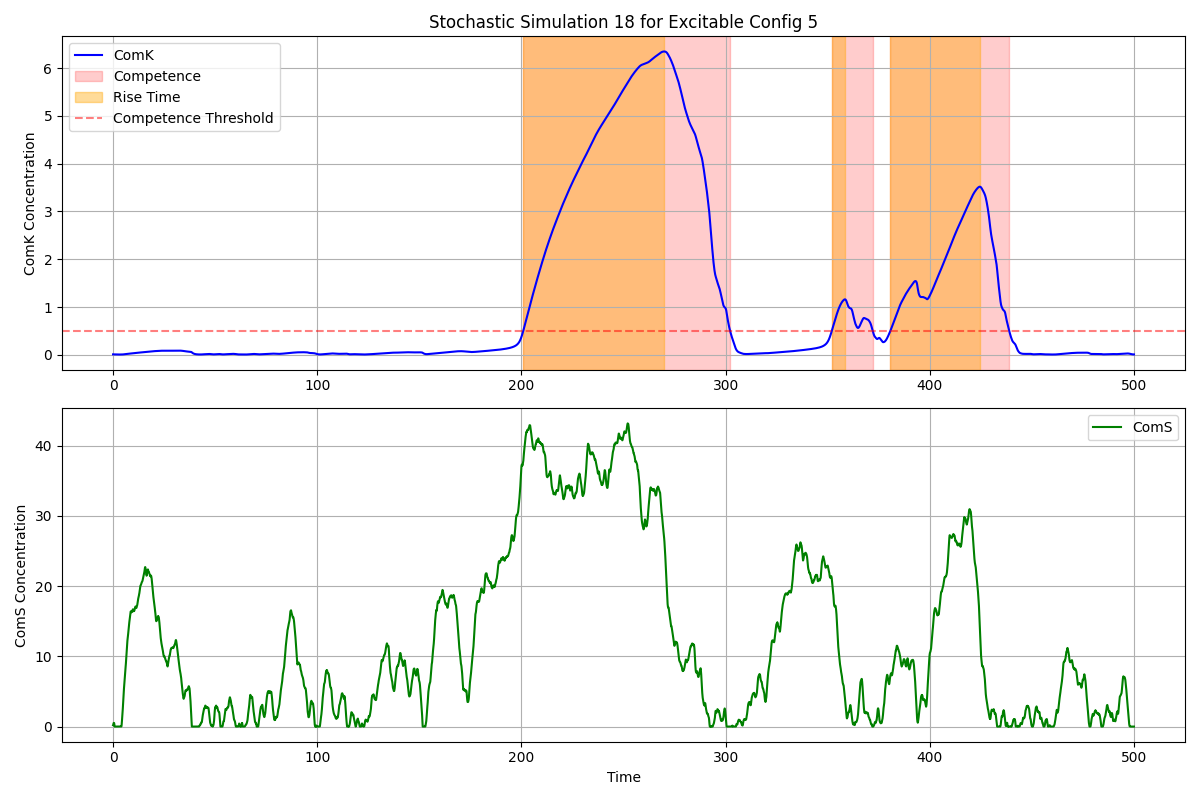 Stochastic Simulation 18 for Excitable Config 5
ComK
Competence
Rise Time
Competence Threshold
ComK Concentration
6
5
4
3
2
1
0
0 100 200 300 400 500
ComS
ComS Concentration
40
30
20
10
0
0 100 200 300 400 500
Time